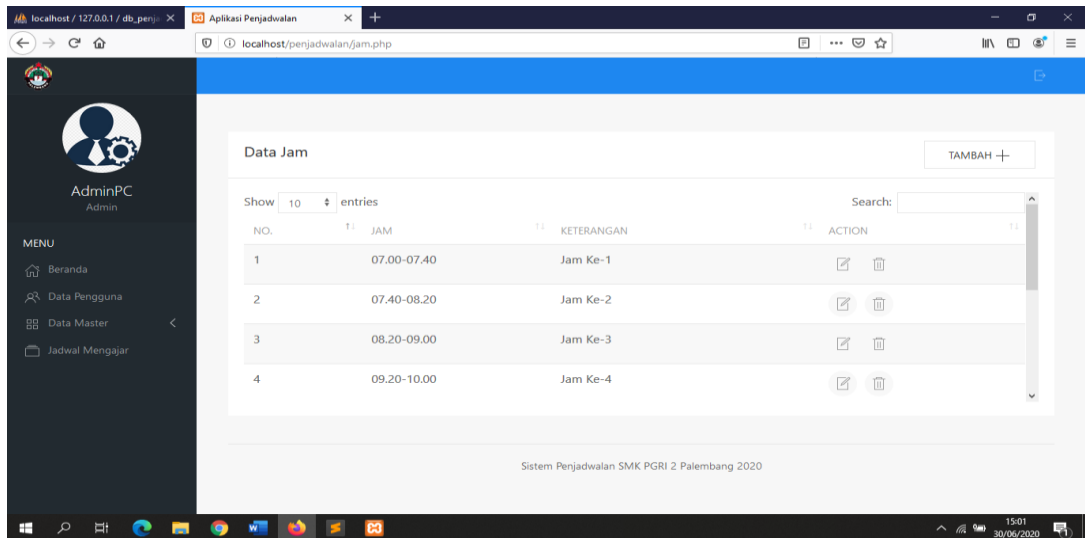 localhost / 127.0.0.1 / db_penja
Aplikasi Penjadwalan
localhost/penjadwalan/jam.php
AdminPC
Admin
MENU
Beranda
Data Pengguna
Data Master
Jadwal Mengajar
Data Jam
TAMBAH
Show 10 entries
Search:
NO. JAM KETERANGAN ACTION
1 07.00-07.40 Jam Ke-1
2 07.40-08.20 Jam Ke-2
3 08.20-09.00 Jam Ke-3
4 09.20-10.00 Jam Ke-4
Sistem Penjadwalan SMK PGRI 2 Palembang 2020
15:01
30/06/2020